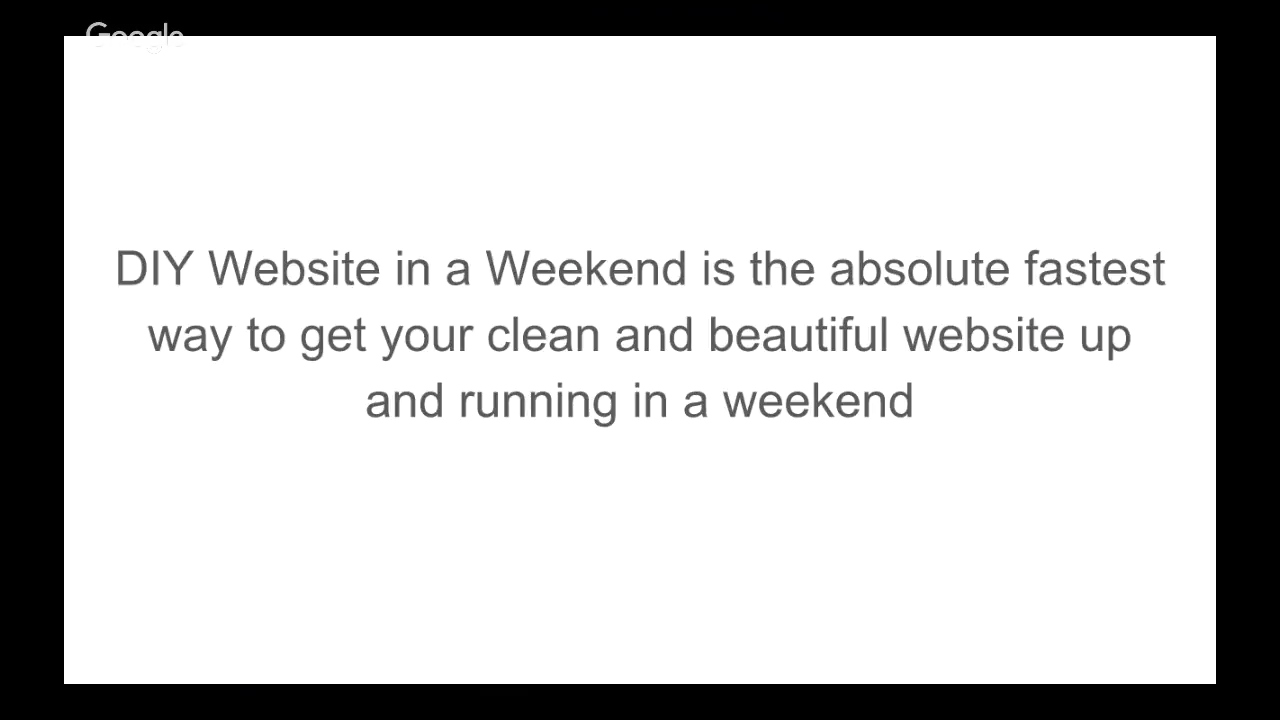 Google
DIY Website in a Weekend is the absolute fastest
way to get your clean and beautiful website up
and running in a weekend